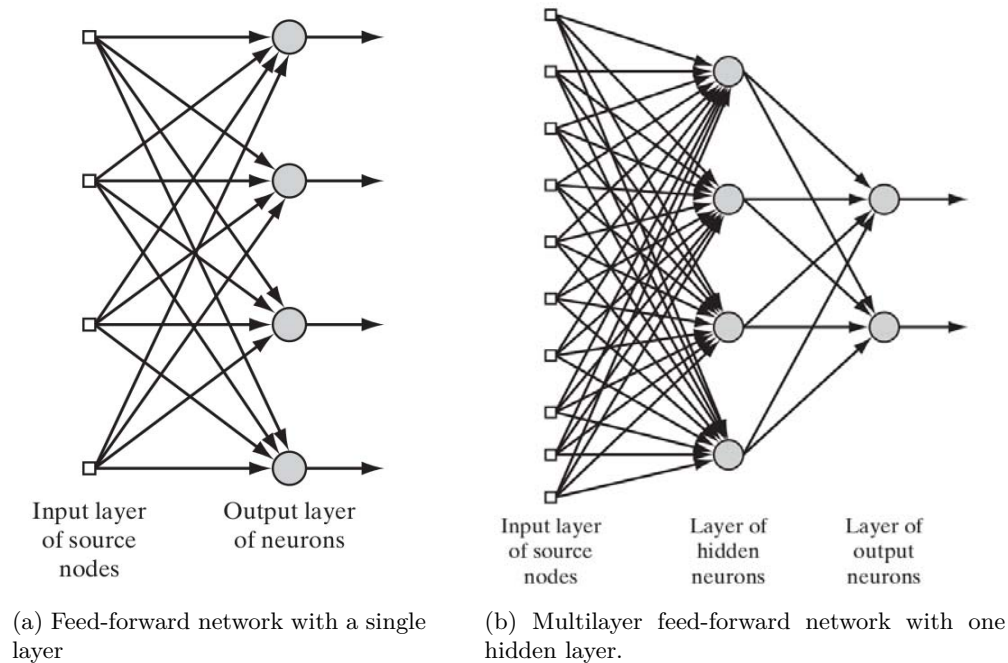 Input layer
of source
nodes
Output layer
of neurons
(a) Feed-forward network with a single
layer
Input layer
of source
nodes
Layer of
hidden
neurons
Layer of
output
neurons
(b) Multilayer feed-forward network with one
hidden layer.